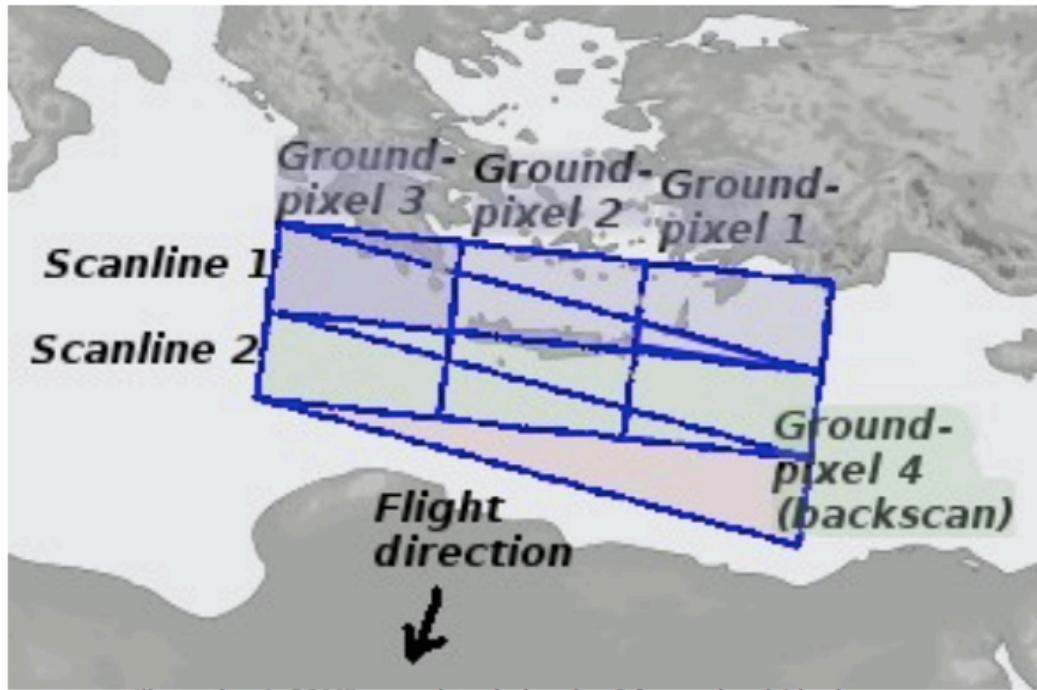 Ground-
pixel 3
Ground-
pixel 2
Ground-
pixel 1
Scanline 1
Scanline 2
Ground-
pixel 4
(backscan)
Flight
direction